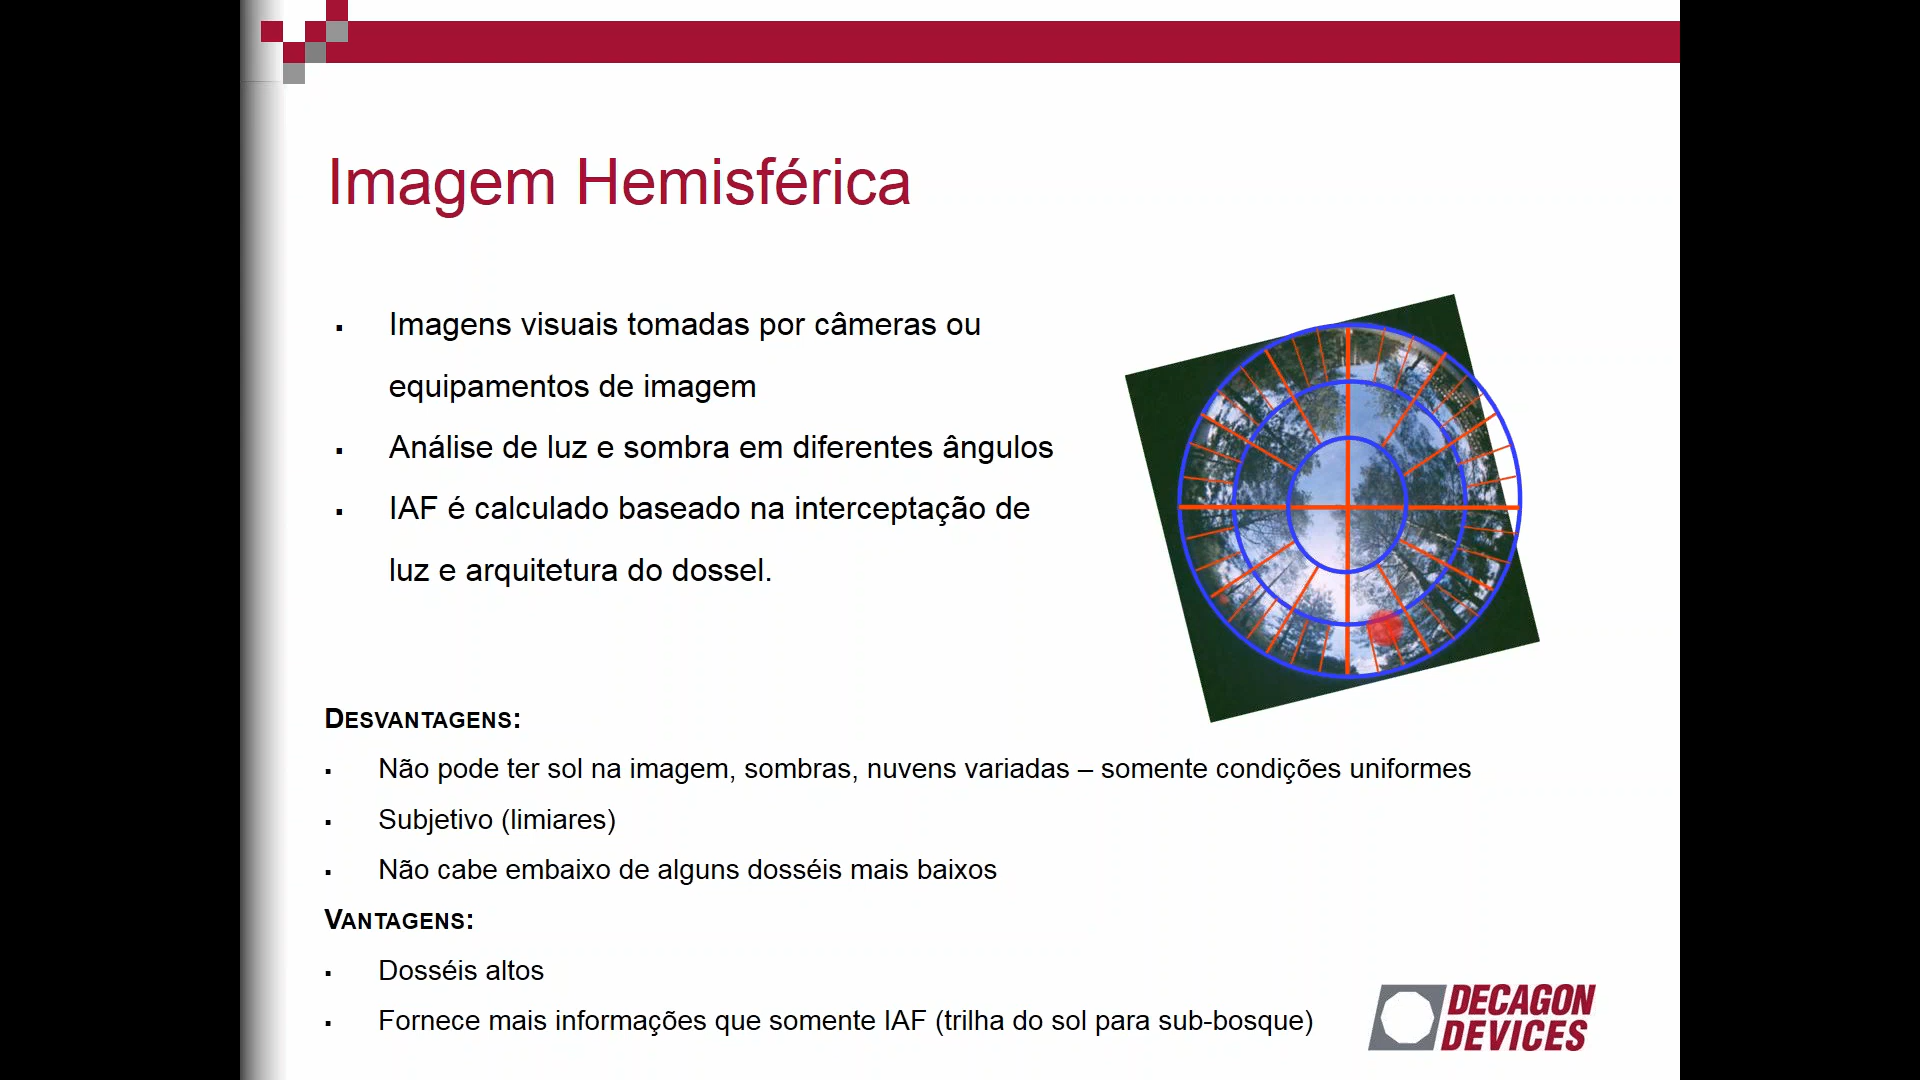 Imagem Hemisférica
▪ Imagens visuais tomadas por câmeras ou
equipamentos de imagem
▪ Análise de luz e sombra em diferentes ângulos
▪ IAF é calculado baseado na interceptação de
luz e arquitetura do dossel.
DESVANTAGENS:
▪ Não pode ter sol na imagem, sombras, nuvens variadas – somente condições uniformes
▪ Subjetivo (limiares)
▪ Não cabe embaixo de alguns dosséis mais baixos
VANTAGENS:
▪ Dosséis altos
▪ Fornece mais informações que somente IAF (trilha do sol para sub-bosque)
DECAGON
DEVICES